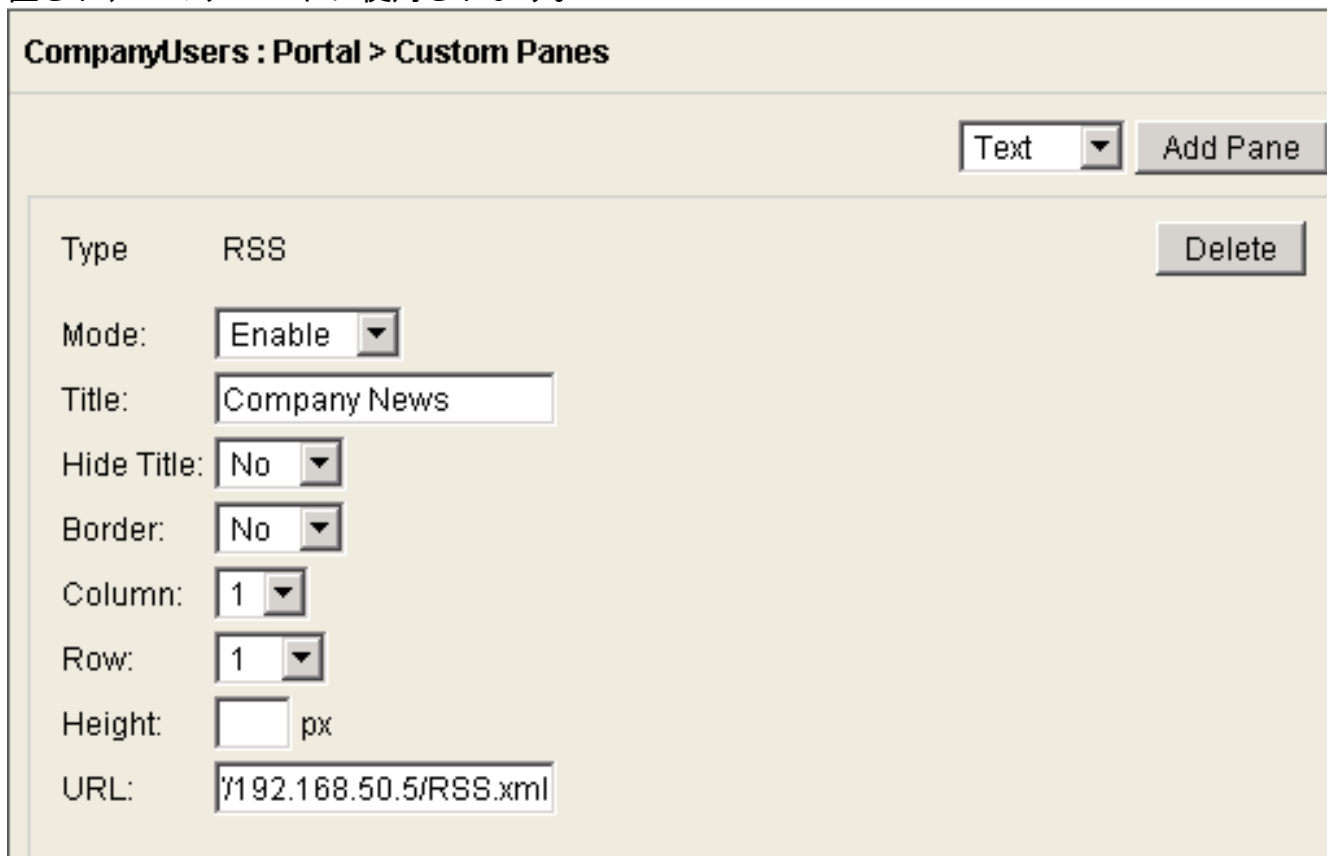 CompanyUsers : Portal > Custom Panes
Text Add Pane
Type RSS Delete
Mode: Enable
Title: Company News
Hide Title: No
Border: No
Column: 1
Row: 1
Height: px
URL: /192.168.50.5/RSS.xml